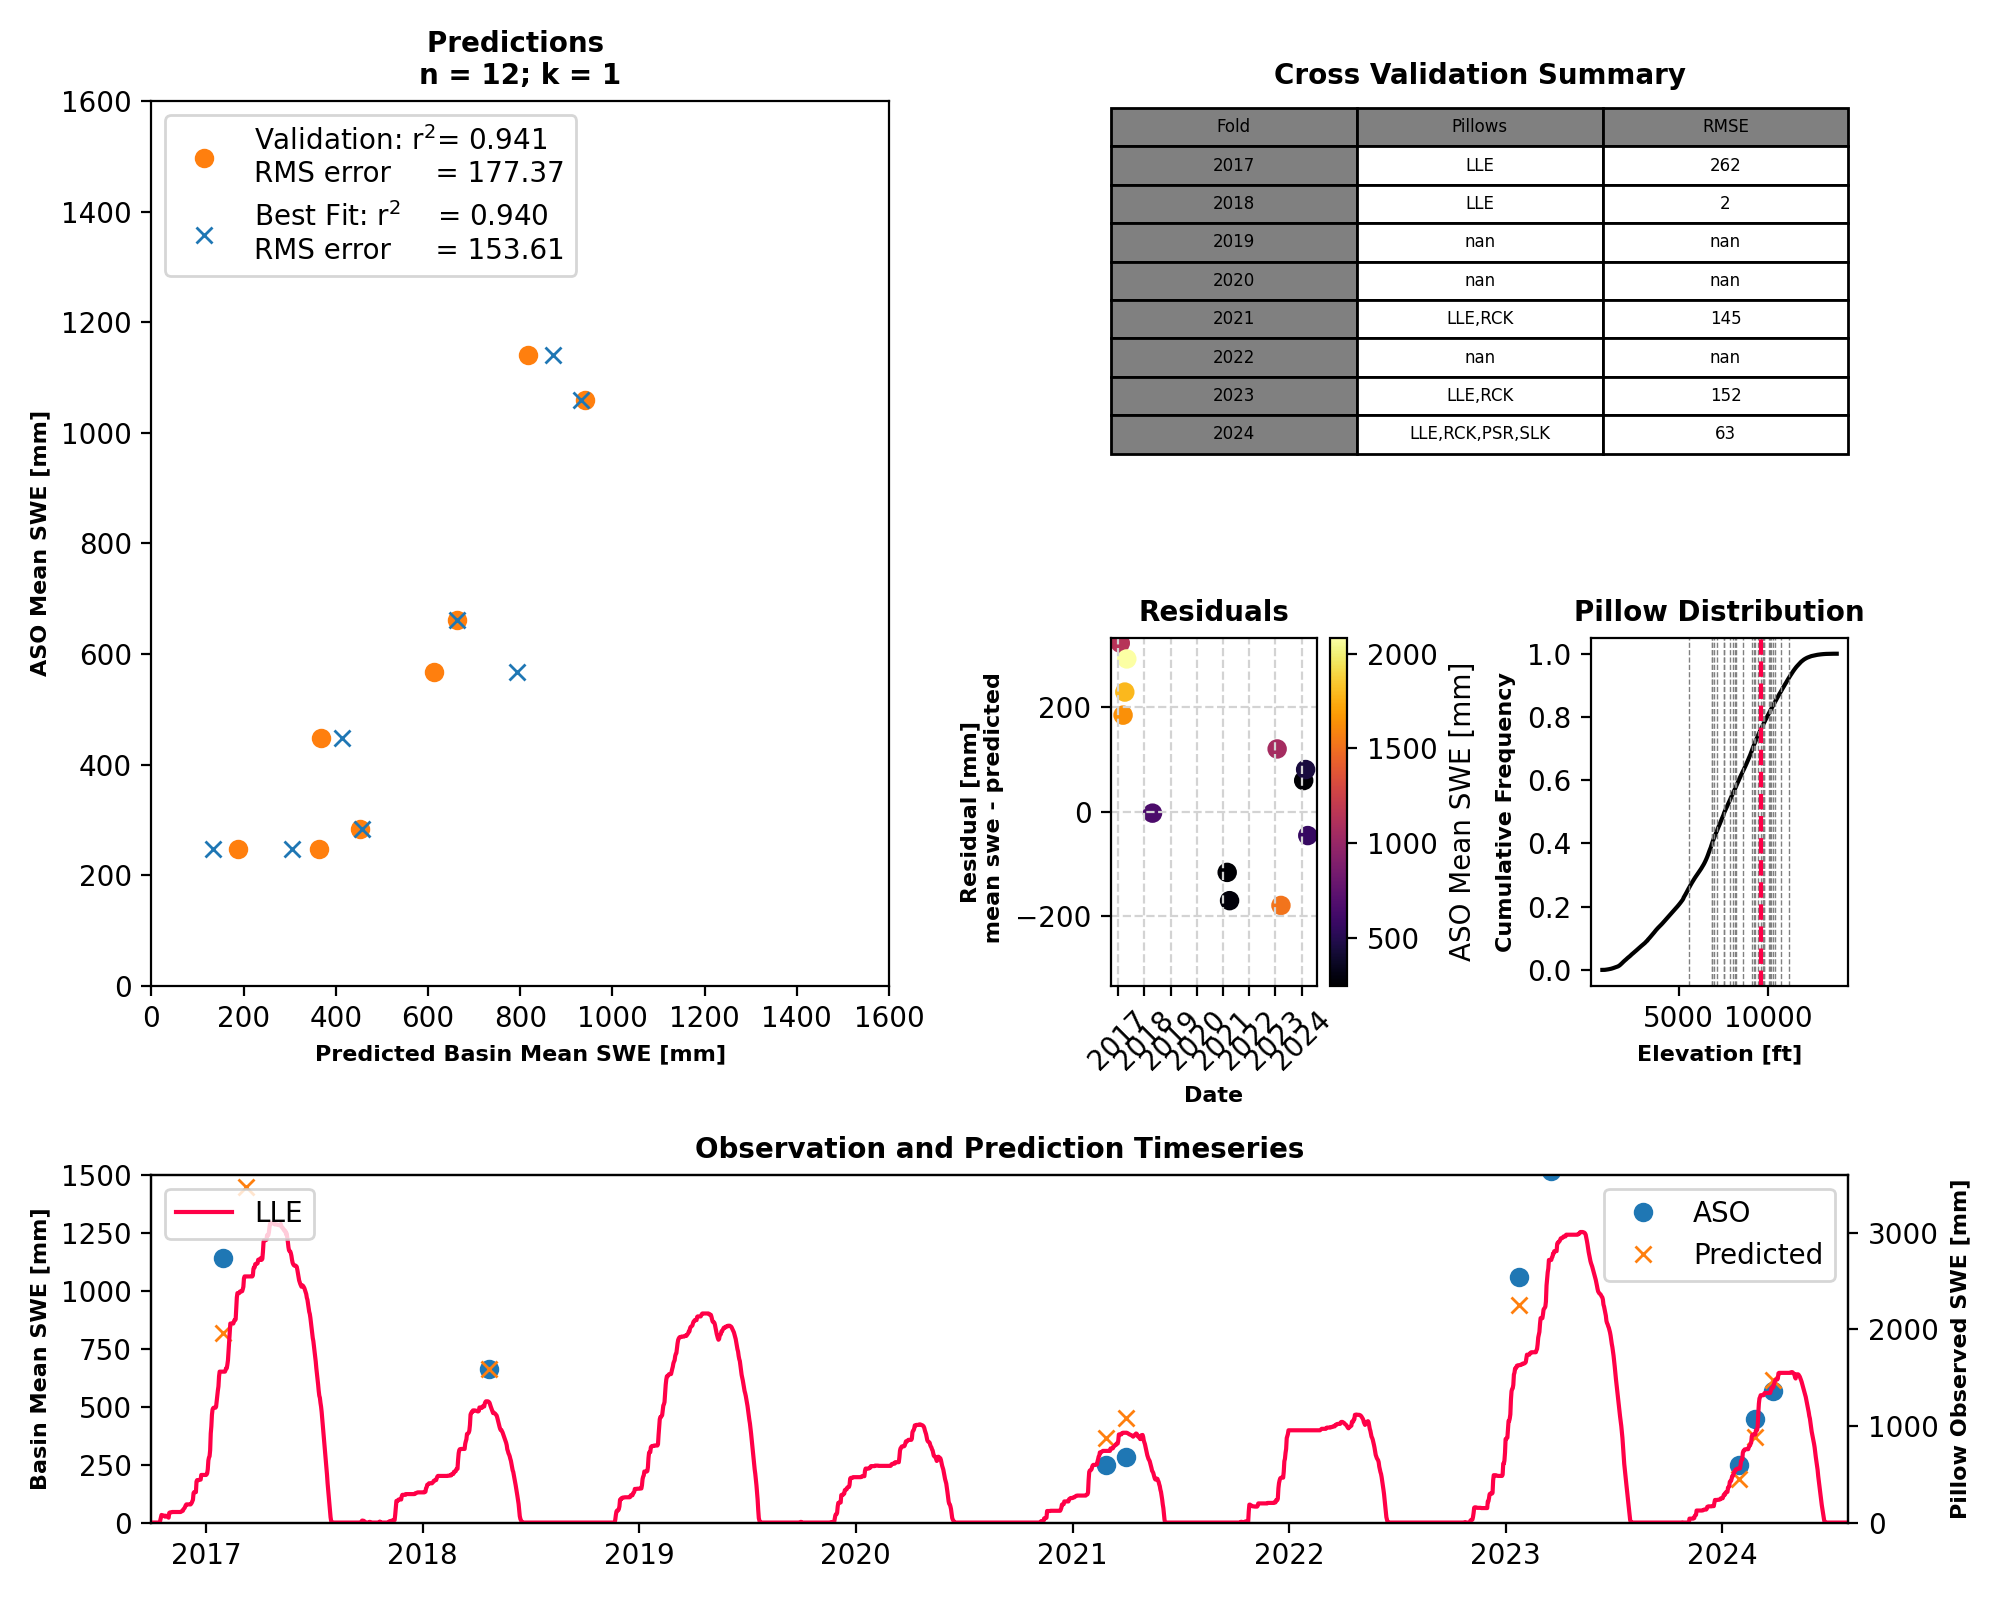 Predictions
n = 12; k = 1
1600
1400
1200
1000
800
600
400
200
0
ASO Mean SWE [mm]
Validation: r²= 0.941
RMS error = 177.37
Best Fit: r² = 0.940
RMS error = 153.61
0 200 400 600 800 1000 1200 1400 1600
Predicted Basin Mean SWE [mm]
Cross Validation Summary
Fold Pillows RMSE
2017 LLE 262
2018 LLE 2
2019 nan nan
2020 nan nan
2021 LLE,RCK 145
2022 nan nan
2023 LLE,RCK 152
2024 LLE,RCK,PSR,SLK 63
Residuals
Residual [mm]
mean swe - predicted
200
0
−200
2017 2018 2019 2020 2021 2022 2023 2024
Date
2000
1500
1000
500
ASO Mean SWE [mm]
Pillow Distribution
Cumulative Frequency
1.0
0.8
0.6
0.4
0.2
0.0
5000 10000
Elevation [ft]
Observation and Prediction Timeseries
Basin Mean SWE [mm]
1500
1250
1000
750
500
250
0
LLE
ASO
Predicted
3000
2000
1000
0
Pillow Observed SWE [mm]
2017 2018 2019 2020 2021 2022 2023 2024